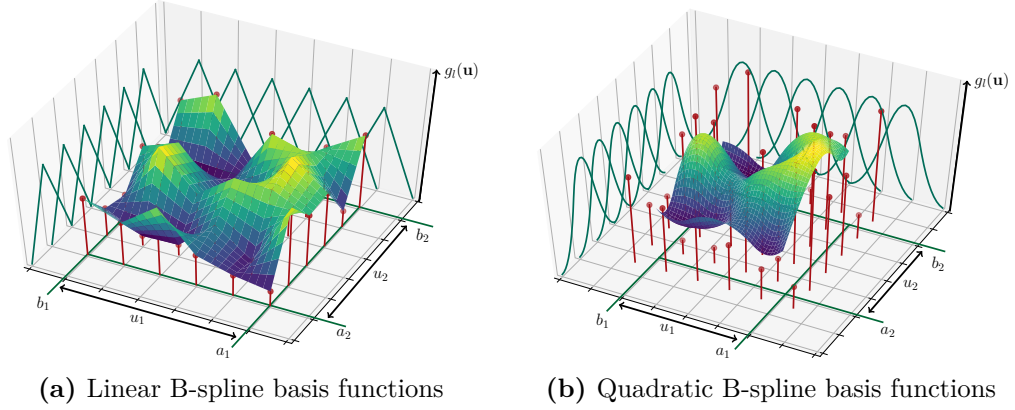 g_l(𝐮)
b_2
u_2
a_2
b_1
u_1
a_1
g_l(𝐮)
b_2
u_2
a_2
b_1
u_1
a_1
(a) Linear B-spline basis functions
(b) Quadratic B-spline basis functions